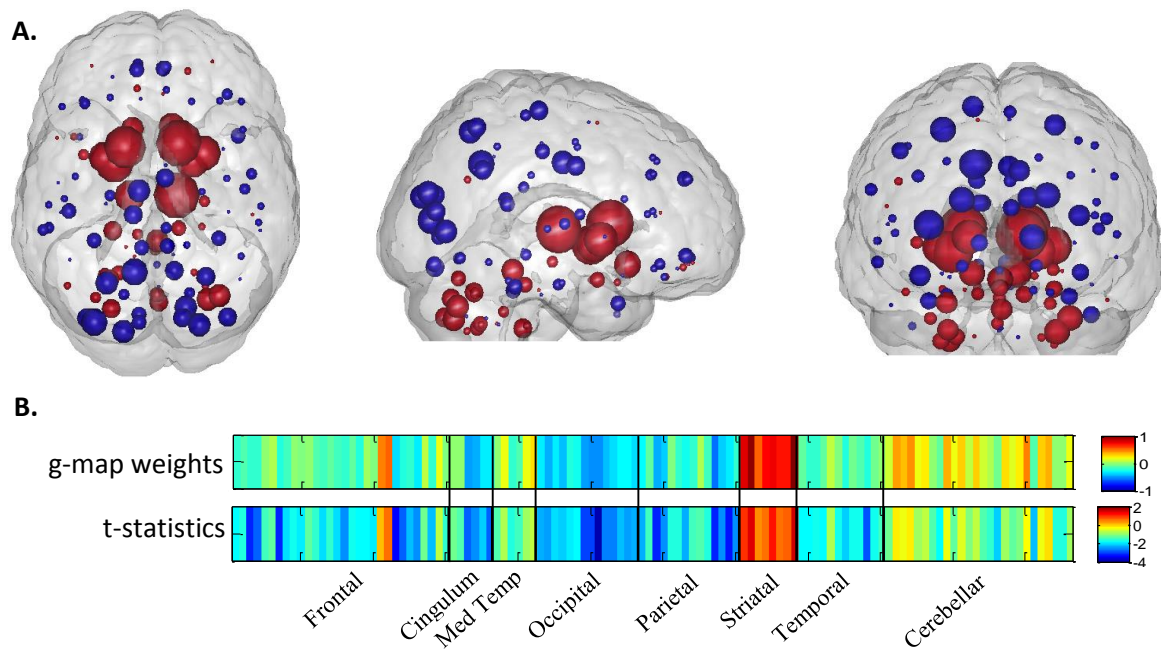 A.
B.
g-map weights
1
0
-1
t-statistics
2
0
-2
-4
Frontal
Cingulum
Med Temp
Occipital
Parietal
Striatal
Temporal
Cerebellar